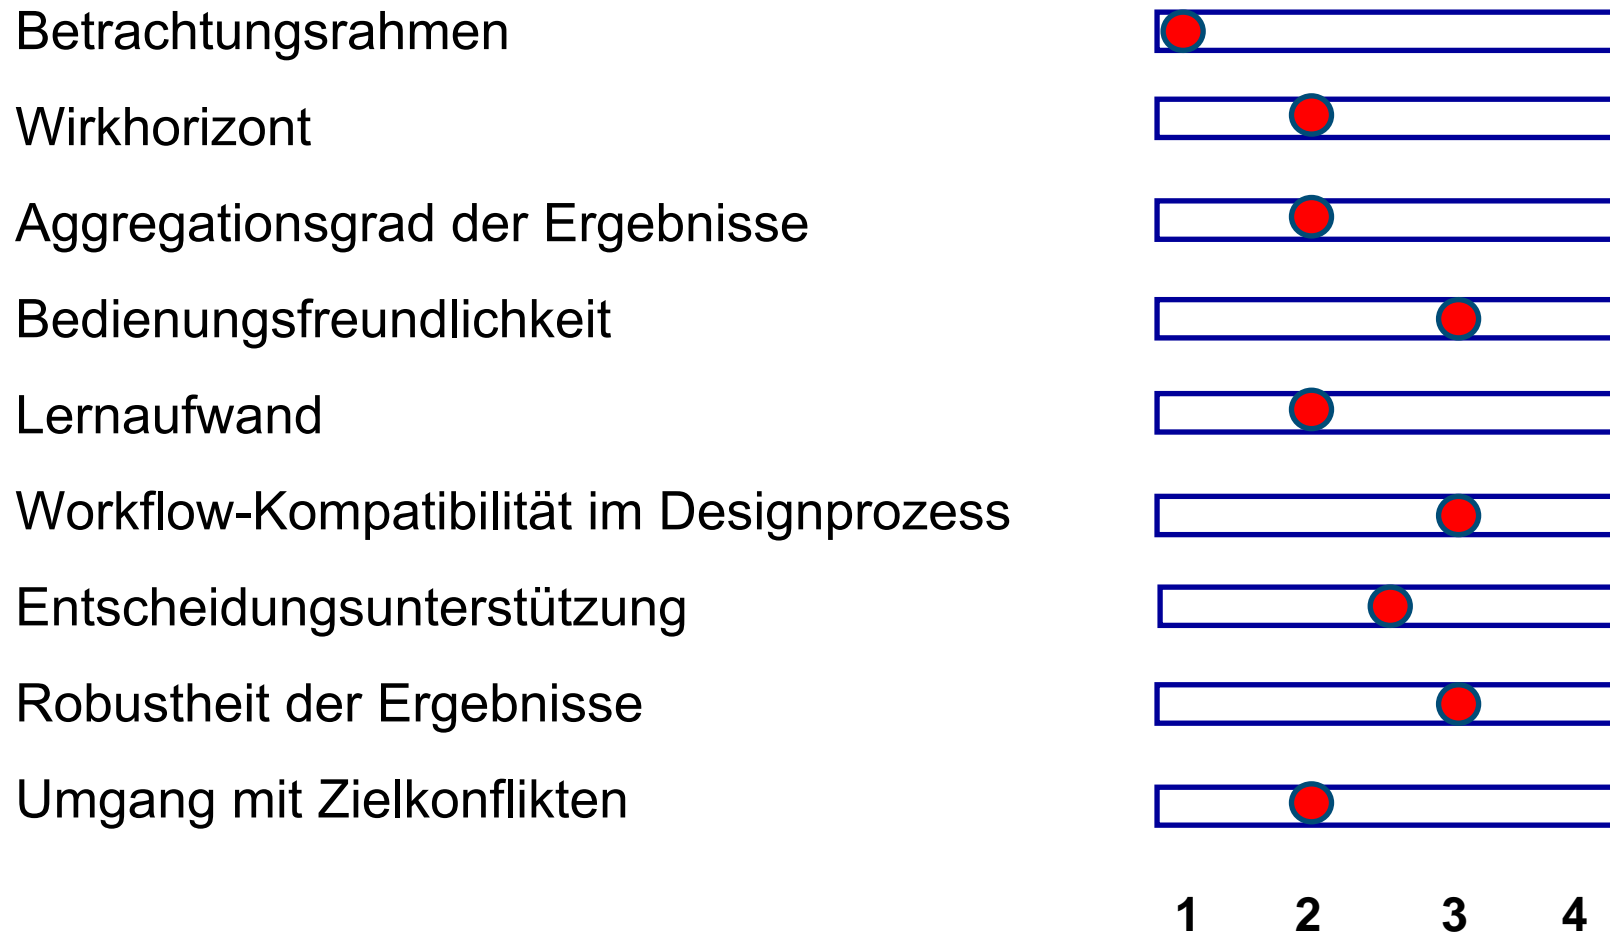 Betrachtungsrahmen
Wirkhorizont
Aggregationsgrad der Ergebnisse
Bedienungsfreundlichkeit
Lernaufwand
Workflow-Kompatibilität im Designprozess
Entscheidungsunterstützung
Robustheit der Ergebnisse
Umgang mit Zielkonflikten
1 2 3 4